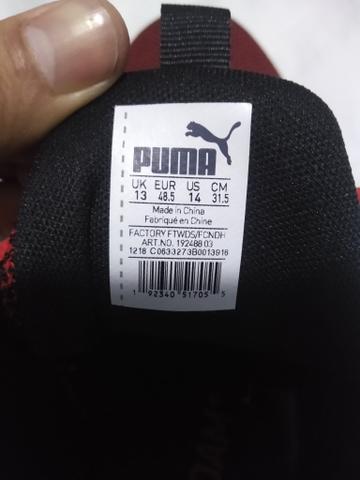 PUMA
UK EUR US CM
13 48.5 14 31.5
Made in China
Fabriqué en Chine
FACTORY FTWDS/FCNDH
ART.NO. 192488 03
1218 C0633273B0013916
1 92340 51705 5